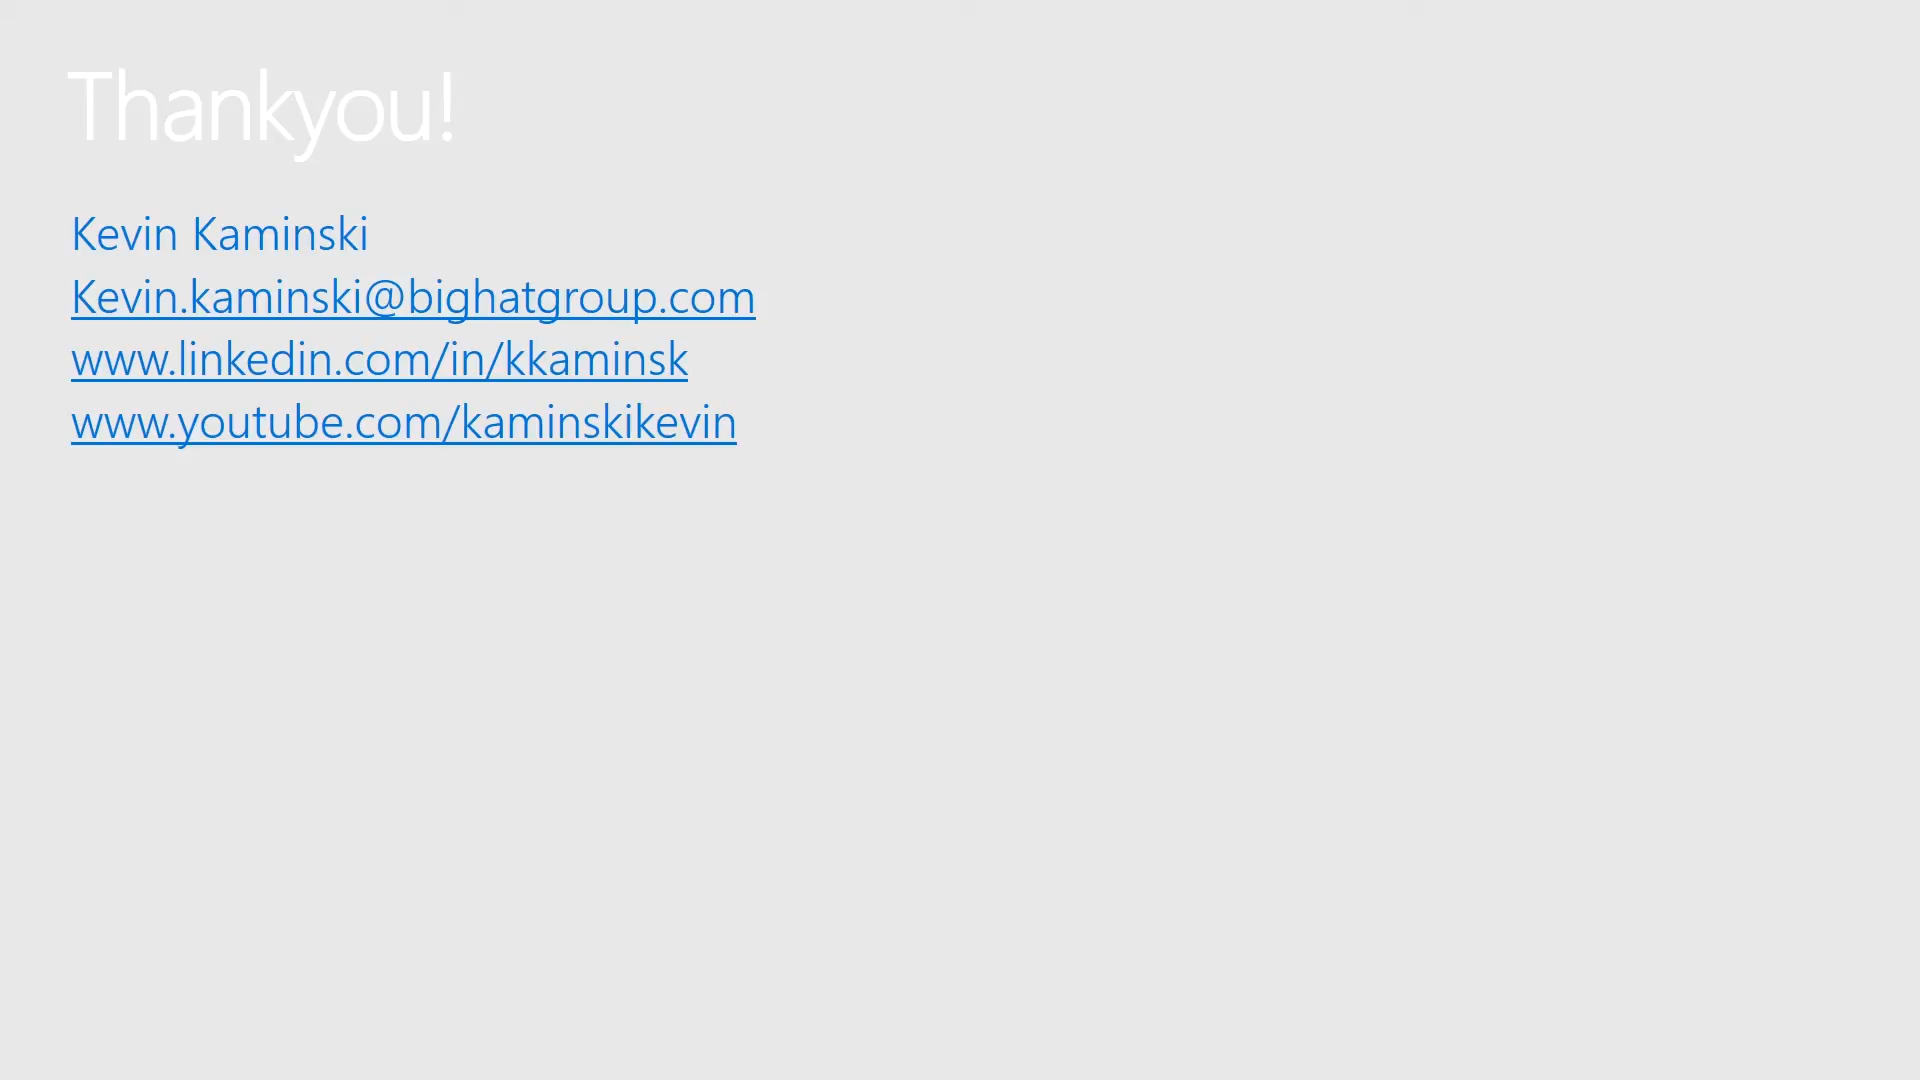 Thankyou!
Kevin Kaminski
Kevin.kaminski@bighatgroup.com
www.linkedin.com/in/kkaminsk
www.youtube.com/kaminskikevin